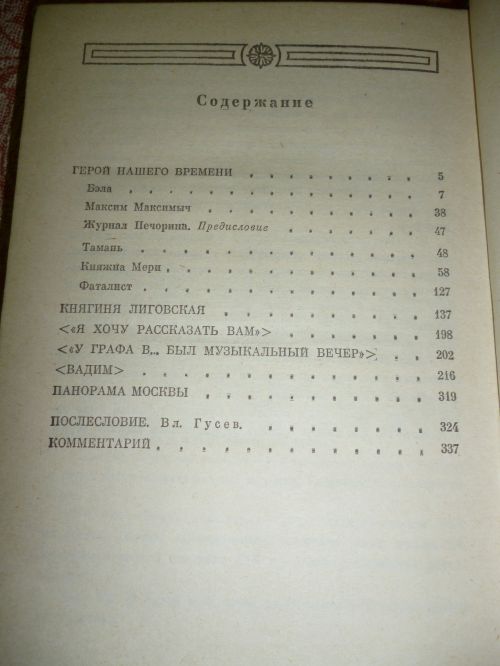 Содержание
ГЕРОЙ НАШЕГО ВРЕМЕНИ . . . . . . . . . 5
Бэла . . . . . . . . . . . . . . . 7
Максим Максимыч . . . . . . . . . . 38
Журнал Печорина. Предисловие . . . . . . 47
Тамань . . . . . . . . . . . . . . 48
Княжна Мери . . . . . . . . . . . . 58
Фаталист . . . . . . . . . . . . . 127
КНЯГИНЯ ЛИГОВСКАЯ . . . . . . . . . . 137
<«Я ХОЧУ РАССКАЗАТЬ ВАМ»> . . . . . . . 198
<«У ГРАФА В... БЫЛ МУЗЫКАЛЬНЫЙ ВЕЧЕР»> . . . 202
<ВАДИМ> . . . . . . . . . . . . . . 216
ПАНОРАМА МОСКВЫ . . . . . . . . . . . 319
ПОСЛЕСЛОВИЕ. Вл. Гусев. . . . . . . . . . 324
КОММЕНТАРИЙ . . . . . . . . . . . . . 337